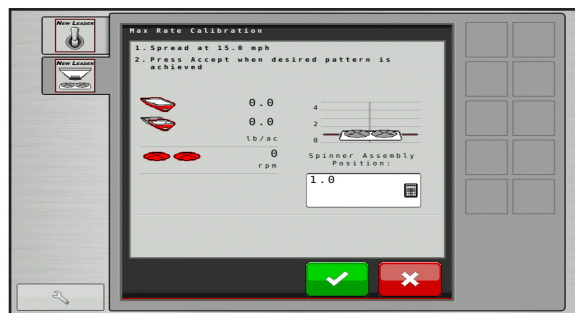 NEW LEADER
NEW LEADER
Max Rate Calibration
1. Spread at 15.0 mph
2. Press Accept when desired pattern is
achieved
0.0
0.0
lb/ac
0
rpm
4
2
0
Spinner Assembly
Position:
1.0